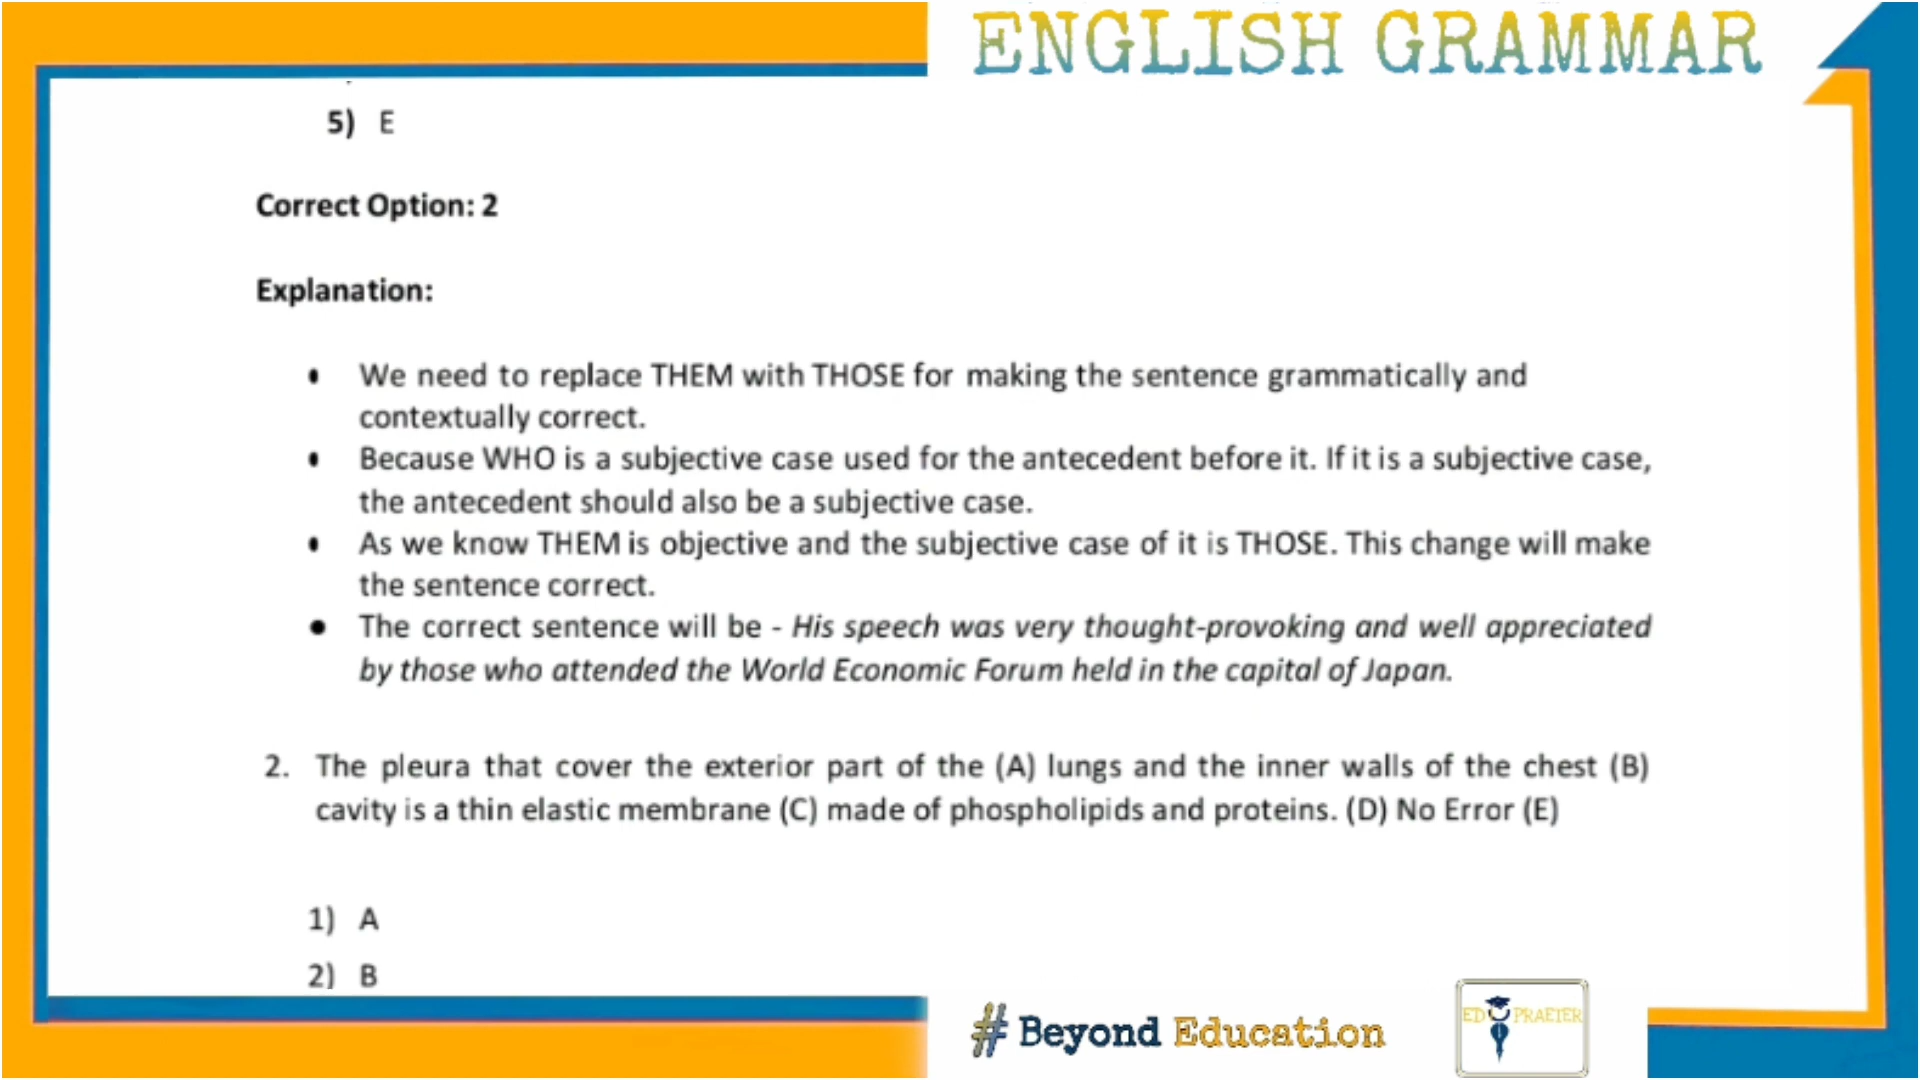 ENGLISH GRAMMAR
5) E
Correct Option: 2
Explanation:
• We need to replace THEM with THOSE for making the sentence grammatically and
contextually correct.
• Because WHO is a subjective case used for the antecedent before it. If it is a subjective case,
the antecedent should also be a subjective case.
• As we know THEM is objective and the subjective case of it is THOSE. This change will make
the sentence correct.
• The correct sentence will be - His speech was very thought-provoking and well appreciated
by those who attended the World Economic Forum held in the capital of Japan.
2. The pleura that cover the exterior part of the (A) lungs and the inner walls of the chest (B)
cavity is a thin elastic membrane (C) made of phospholipids and proteins. (D) No Error (E)
1) A
2) B
# Beyond Education
ED PRAETER